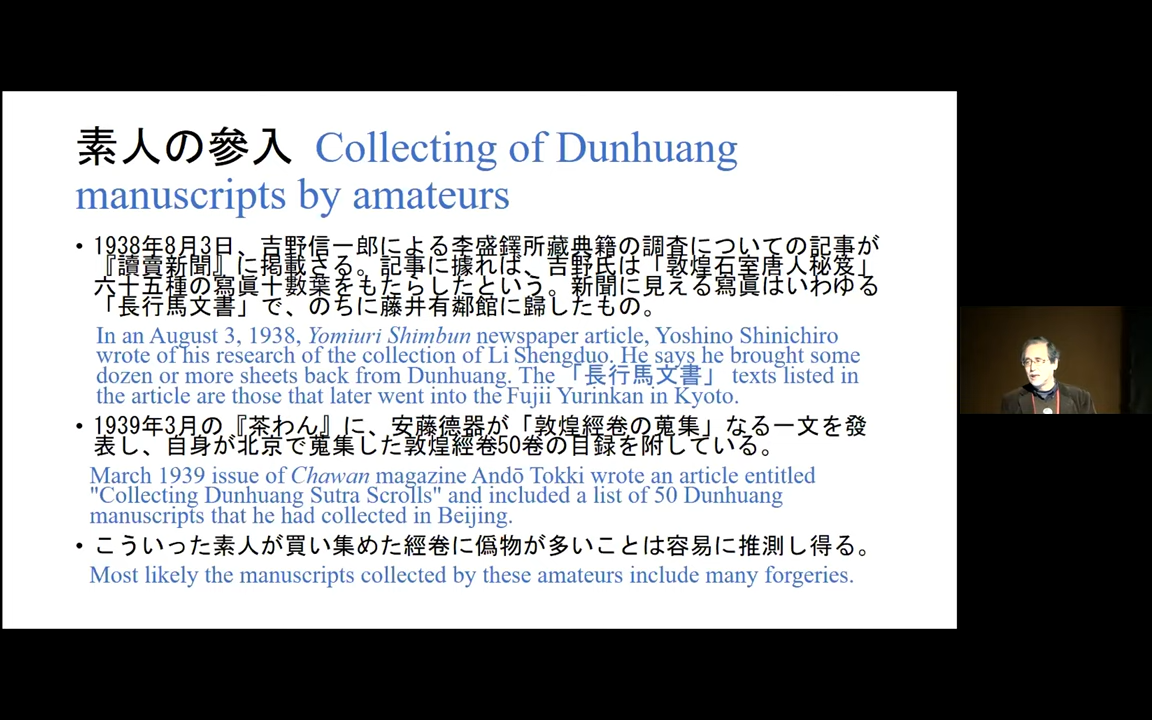 素人の參入 Collecting of Dunhuang
manuscripts by amateurs
• 1938年8月3日、吉野信一郎による李盛鐸所藏典籍の調査についての記事が
『讀賣新聞』に掲載さる。記事に據れば、吉野氏は「敦煌石室唐人秘笈」
六十五種の寫眞十數葉をもたらしたという。新聞に見える寫眞はいわゆる
「長行馬文書」で、のちに藤井有鄰館に歸したもの。
In an August 3, 1938, Yomiuri Shimbun newspaper article, Yoshino Shinichiro
wrote of his research of the collection of Li Shengduo. He says he brought some
dozen or more sheets back from Dunhuang. The 「長行馬文書」 texts listed in
the article are those that later went into the Fujii Yurinkan in Kyoto.
• 1939年3月の『茶わん』に、安藤德器が「敦煌經卷の蒐集」なる一文を發
表し、自身が北京で蒐集した敦煌經卷50卷の目録を附している。
March 1939 issue of Chawan magazine Andō Tokki wrote an article entitled
"Collecting Dunhuang Sutra Scrolls" and included a list of 50 Dunhuang
manuscripts that he had collected in Beijing.
• こういった素人が買い集めた經卷に僞物が多いことは容易に推測し得る。
Most likely the manuscripts collected by these amateurs include many forgeries.